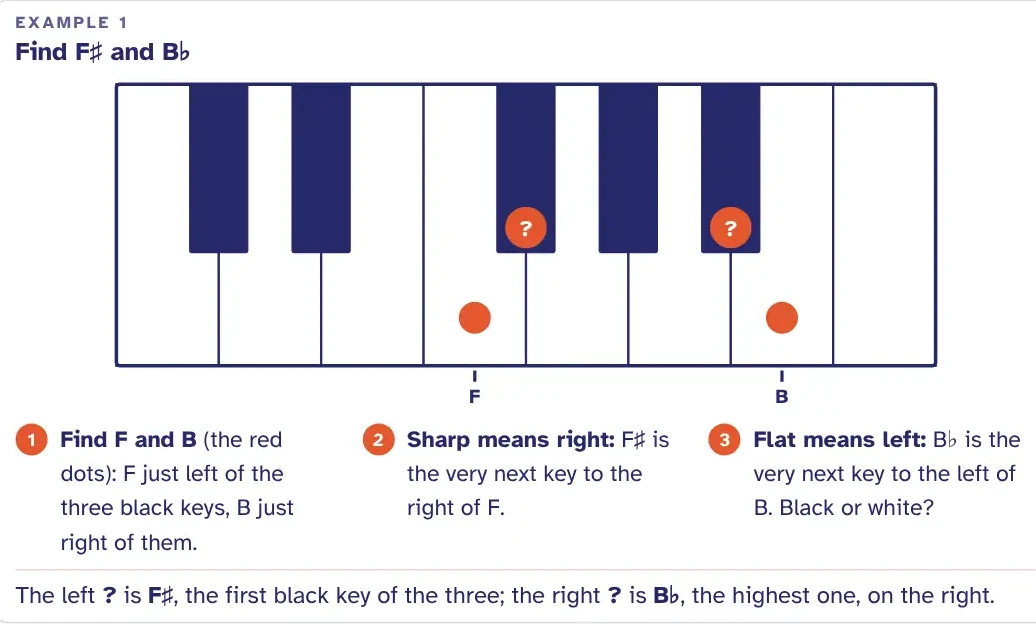 EXAMPLE 1
Find F♯ and B♭
?
?
F
B
1
Find F and B (the red
dots): F just left of the
three black keys, B just
right of them.
2
Sharp means right: F♯ is
the very next key to the
right of F.
3
Flat means left: B♭ is the
very next key to the left of
B. Black or white?
The left ? is F♯, the first black key of the three; the right ? is B♭, the highest one, on the right.